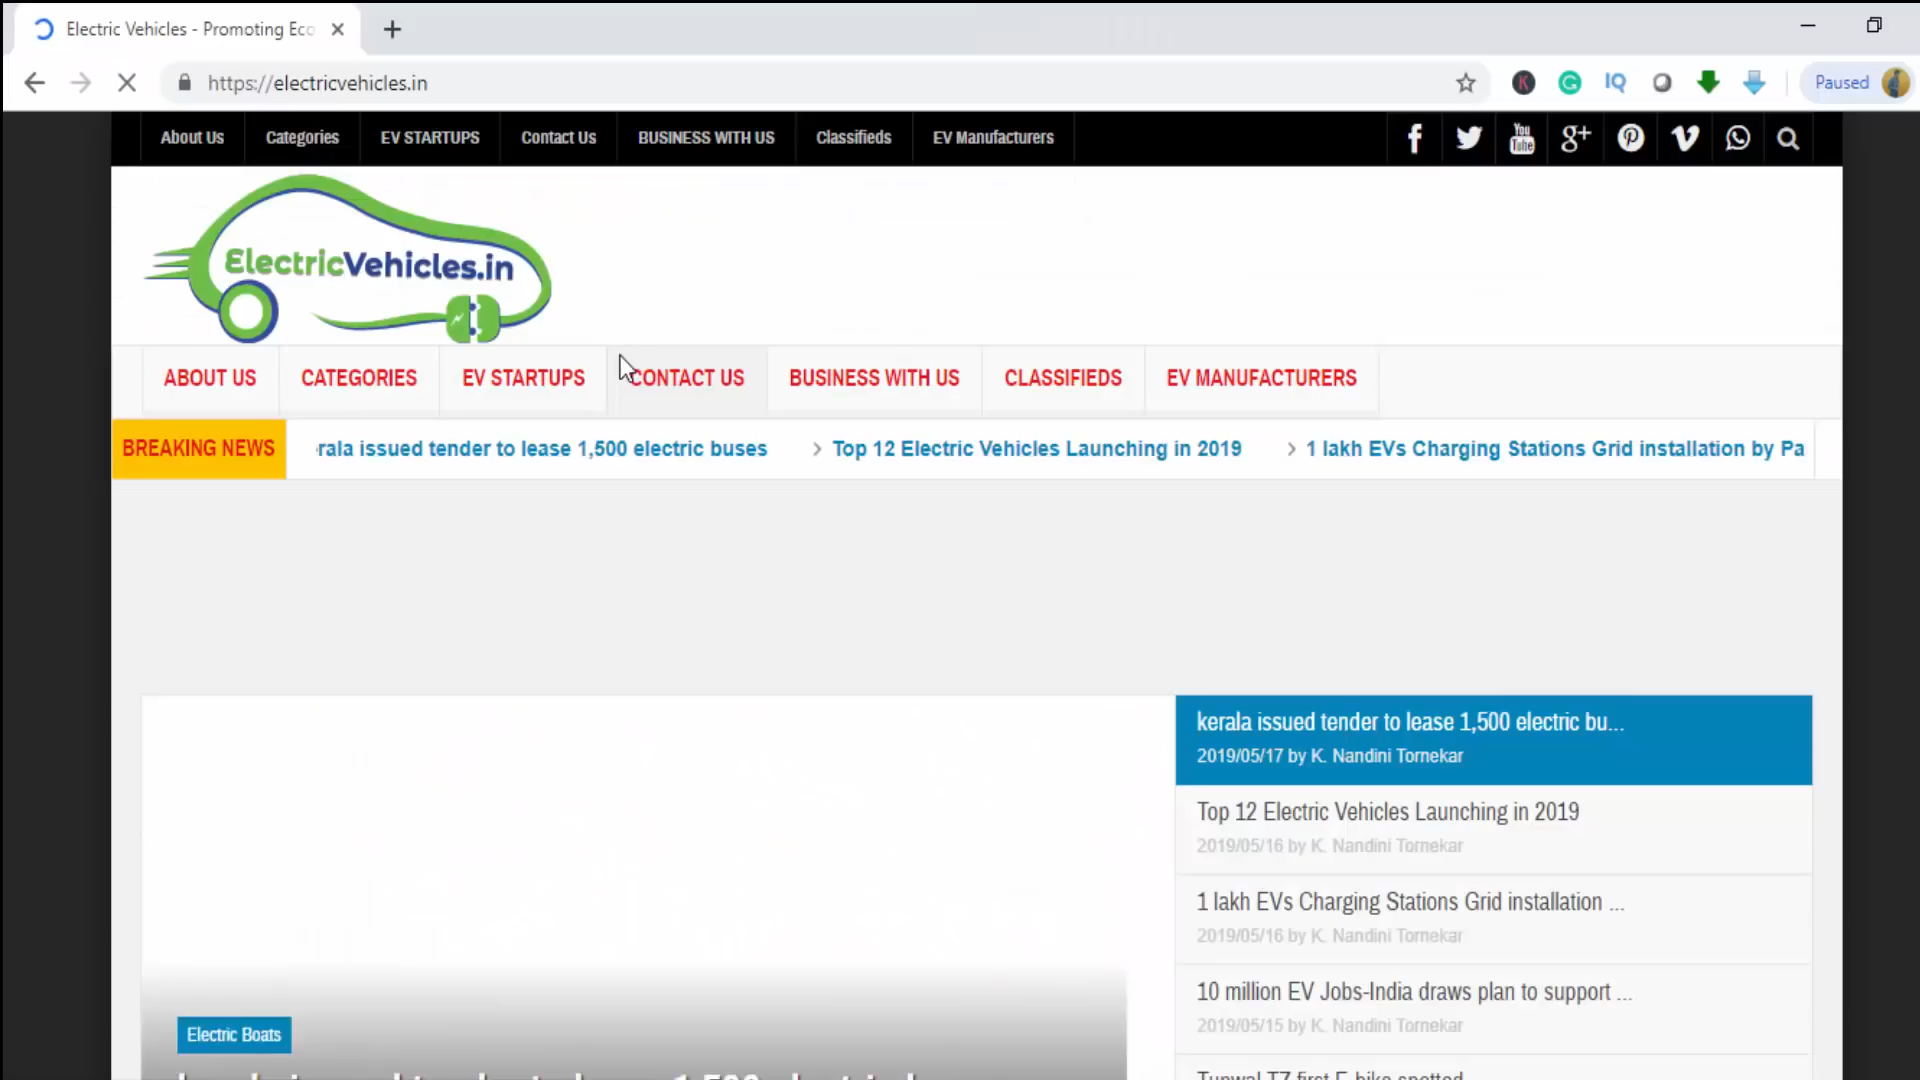 Electric Vehicles - Promoting Eco
https://electricvehicles.in
IQ
Paused
About Us Categories EV STARTUPS Contact Us BUSINESS WITH US Classifieds EV Manufacturers
You Tube
ElectricVehicles.in
ABOUT US CATEGORIES EV STARTUPS CONTACT US BUSINESS WITH US CLASSIFIEDS EV MANUFACTURERS
BREAKING NEWS rala issued tender to lease 1,500 electric buses > Top 12 Electric Vehicles Launching in 2019 > 1 lakh EVs Charging Stations Grid installation by Pa
kerala issued tender to lease 1,500 electric bu...
2019/05/17 by K. Nandini Tornekar
Top 12 Electric Vehicles Launching in 2019
2019/05/16 by K. Nandini Tornekar
1 lakh EVs Charging Stations Grid installation ...
2019/05/16 by K. Nandini Tornekar
10 million EV Jobs-India draws plan to support ...
2019/05/15 by K. Nandini Tornekar
Electric Boats